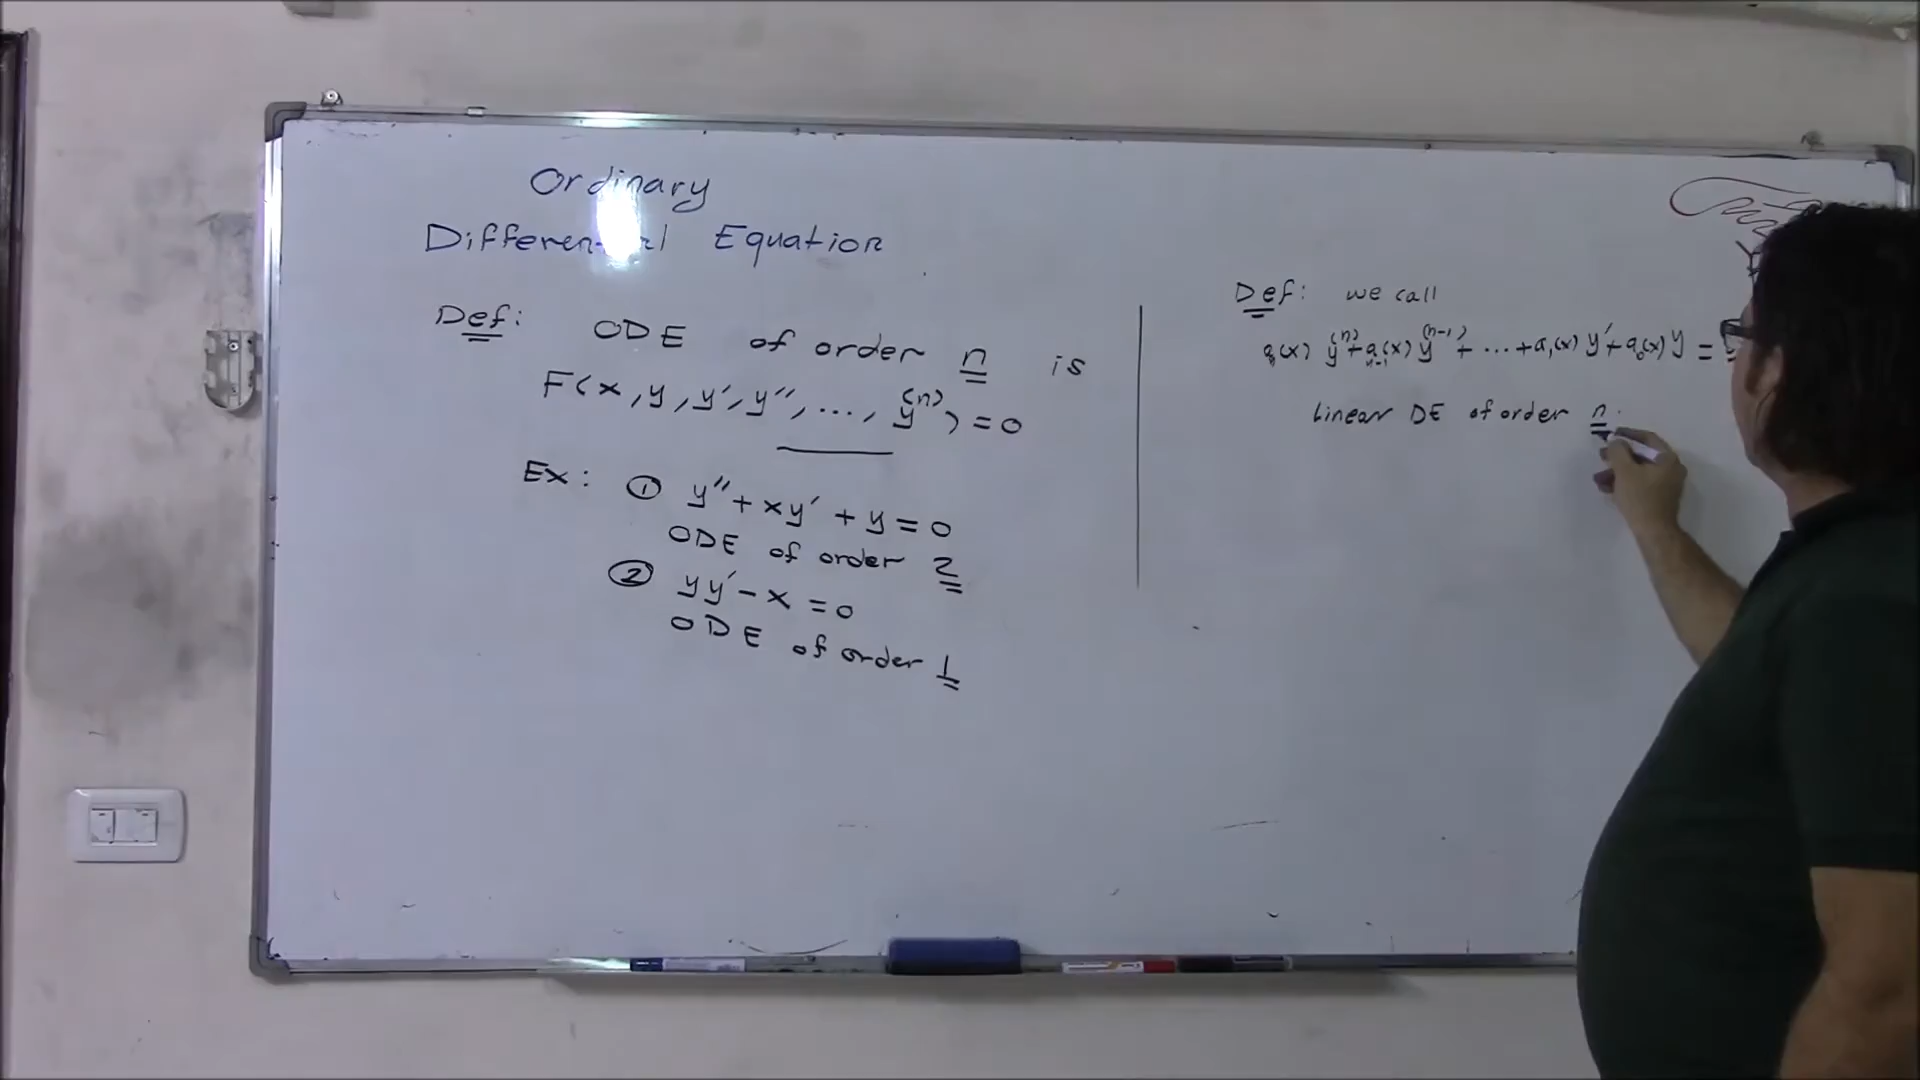 Ordinary
Differential Equation
Def: ODE of order n is
F(x, y, y', y'', ..., y⁽ⁿ⁾) = 0
Ex: ① y'' + xy' + y = 0
ODE of order 2
② yy' - x = 0
ODE of order 1
Def: we call
aₙ(x) y⁽ⁿ⁾ + aₙ₋₁(x) y⁽ⁿ⁻¹⁾ + ... + a₁(x) y' + a₀(x) y =
Linear DE of order n.